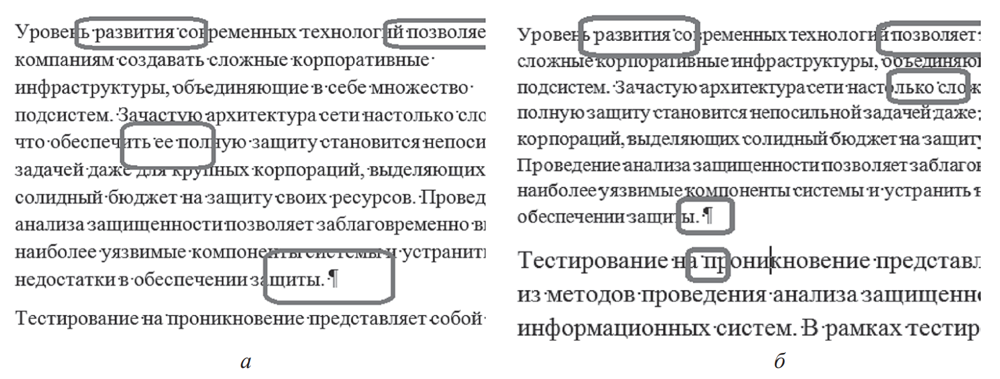 Уровень·развития·современных·технологий·позволяе
компаниям·создавать·сложные·корпоративные·
инфраструктуры,·объединяющие·в·себе·множество·
подсистем.·Зачастую·архитектура·сети·настолько·сло
что·обеспечить·ее·полную·защиту·становится·непоси
задачей·даже·для·крупных·корпораций,·выделяющих
солидный·бюджет·на·защиту·своих·ресурсов.·Провед
анализа·защищенности·позволяет·заблаговременно·вы
наиболее·уязвимые·компоненты·системы·и·устранить
недостатки·в·обеспечении·защиты.·¶
Тестирование·на·проникновение·представляет·собой·
а
Уровень·развития·современных·технологий·позволяет·
сложные·корпоративные·инфраструктуры,·объединяющ
подсистем.·Зачастую·архитектура·сети·настолько·слож
полную·защиту·становится·непосильной·задачей·даже·
корпораций,·выделяющих·солидный·бюджет·на·защиту
Проведение·анализа·защищенности·позволяет·заблагов
наиболее·уязвимые·компоненты·системы·и·устранить·н
обеспечении·защиты.·¶
Тестирование·на·проникновение·представл
из·методов·проведения·анализа·защищенно
информационных·систем.·В·рамках·тестир
б